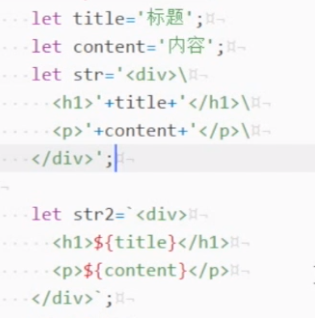 let title='标题';
let content='内容';
let str='<div>\
<h1>'+title+'</h1>\
<p>'+content+'</p>\
</div>';
let str2=`<div>
<h1>${title}</h1>
<p>${content}</p>
</div>`;